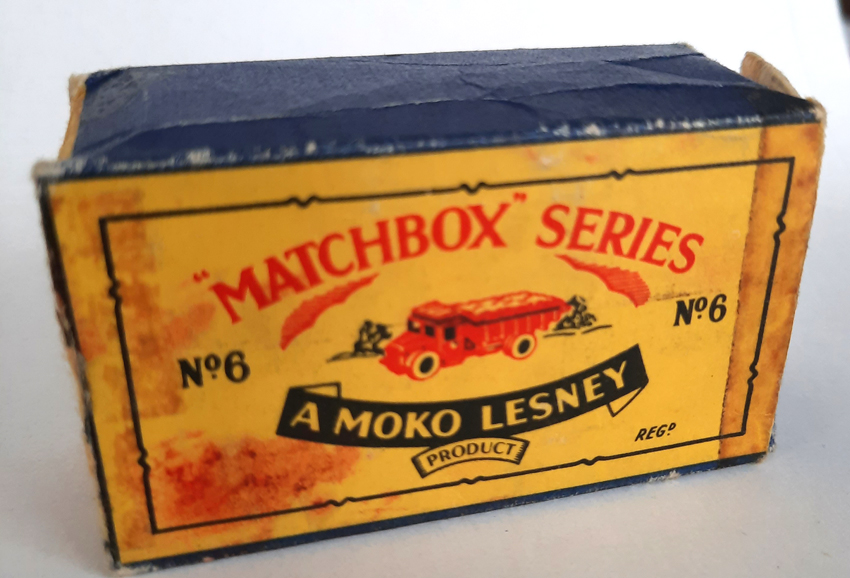 "MATCHBOX" SERIES
Nº6 Nº6
A MOKO LESNEY
PRODUCT
REGᴰ